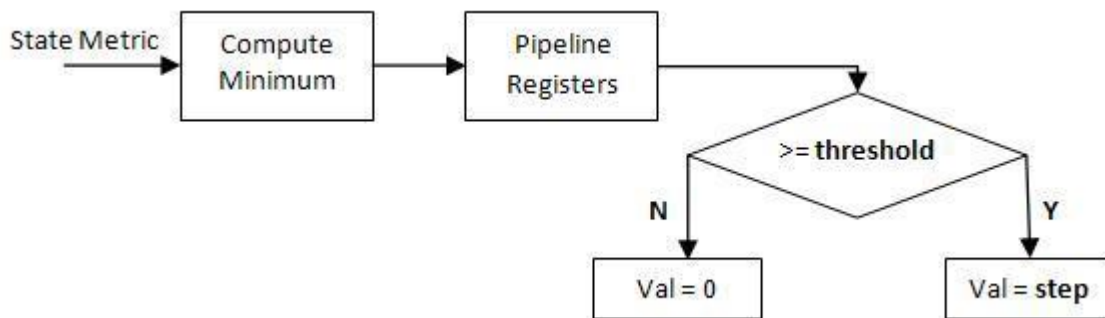 State Metric
Compute
Minimum
Pipeline
Registers
>= threshold
N
Y
Val = 0
Val = step